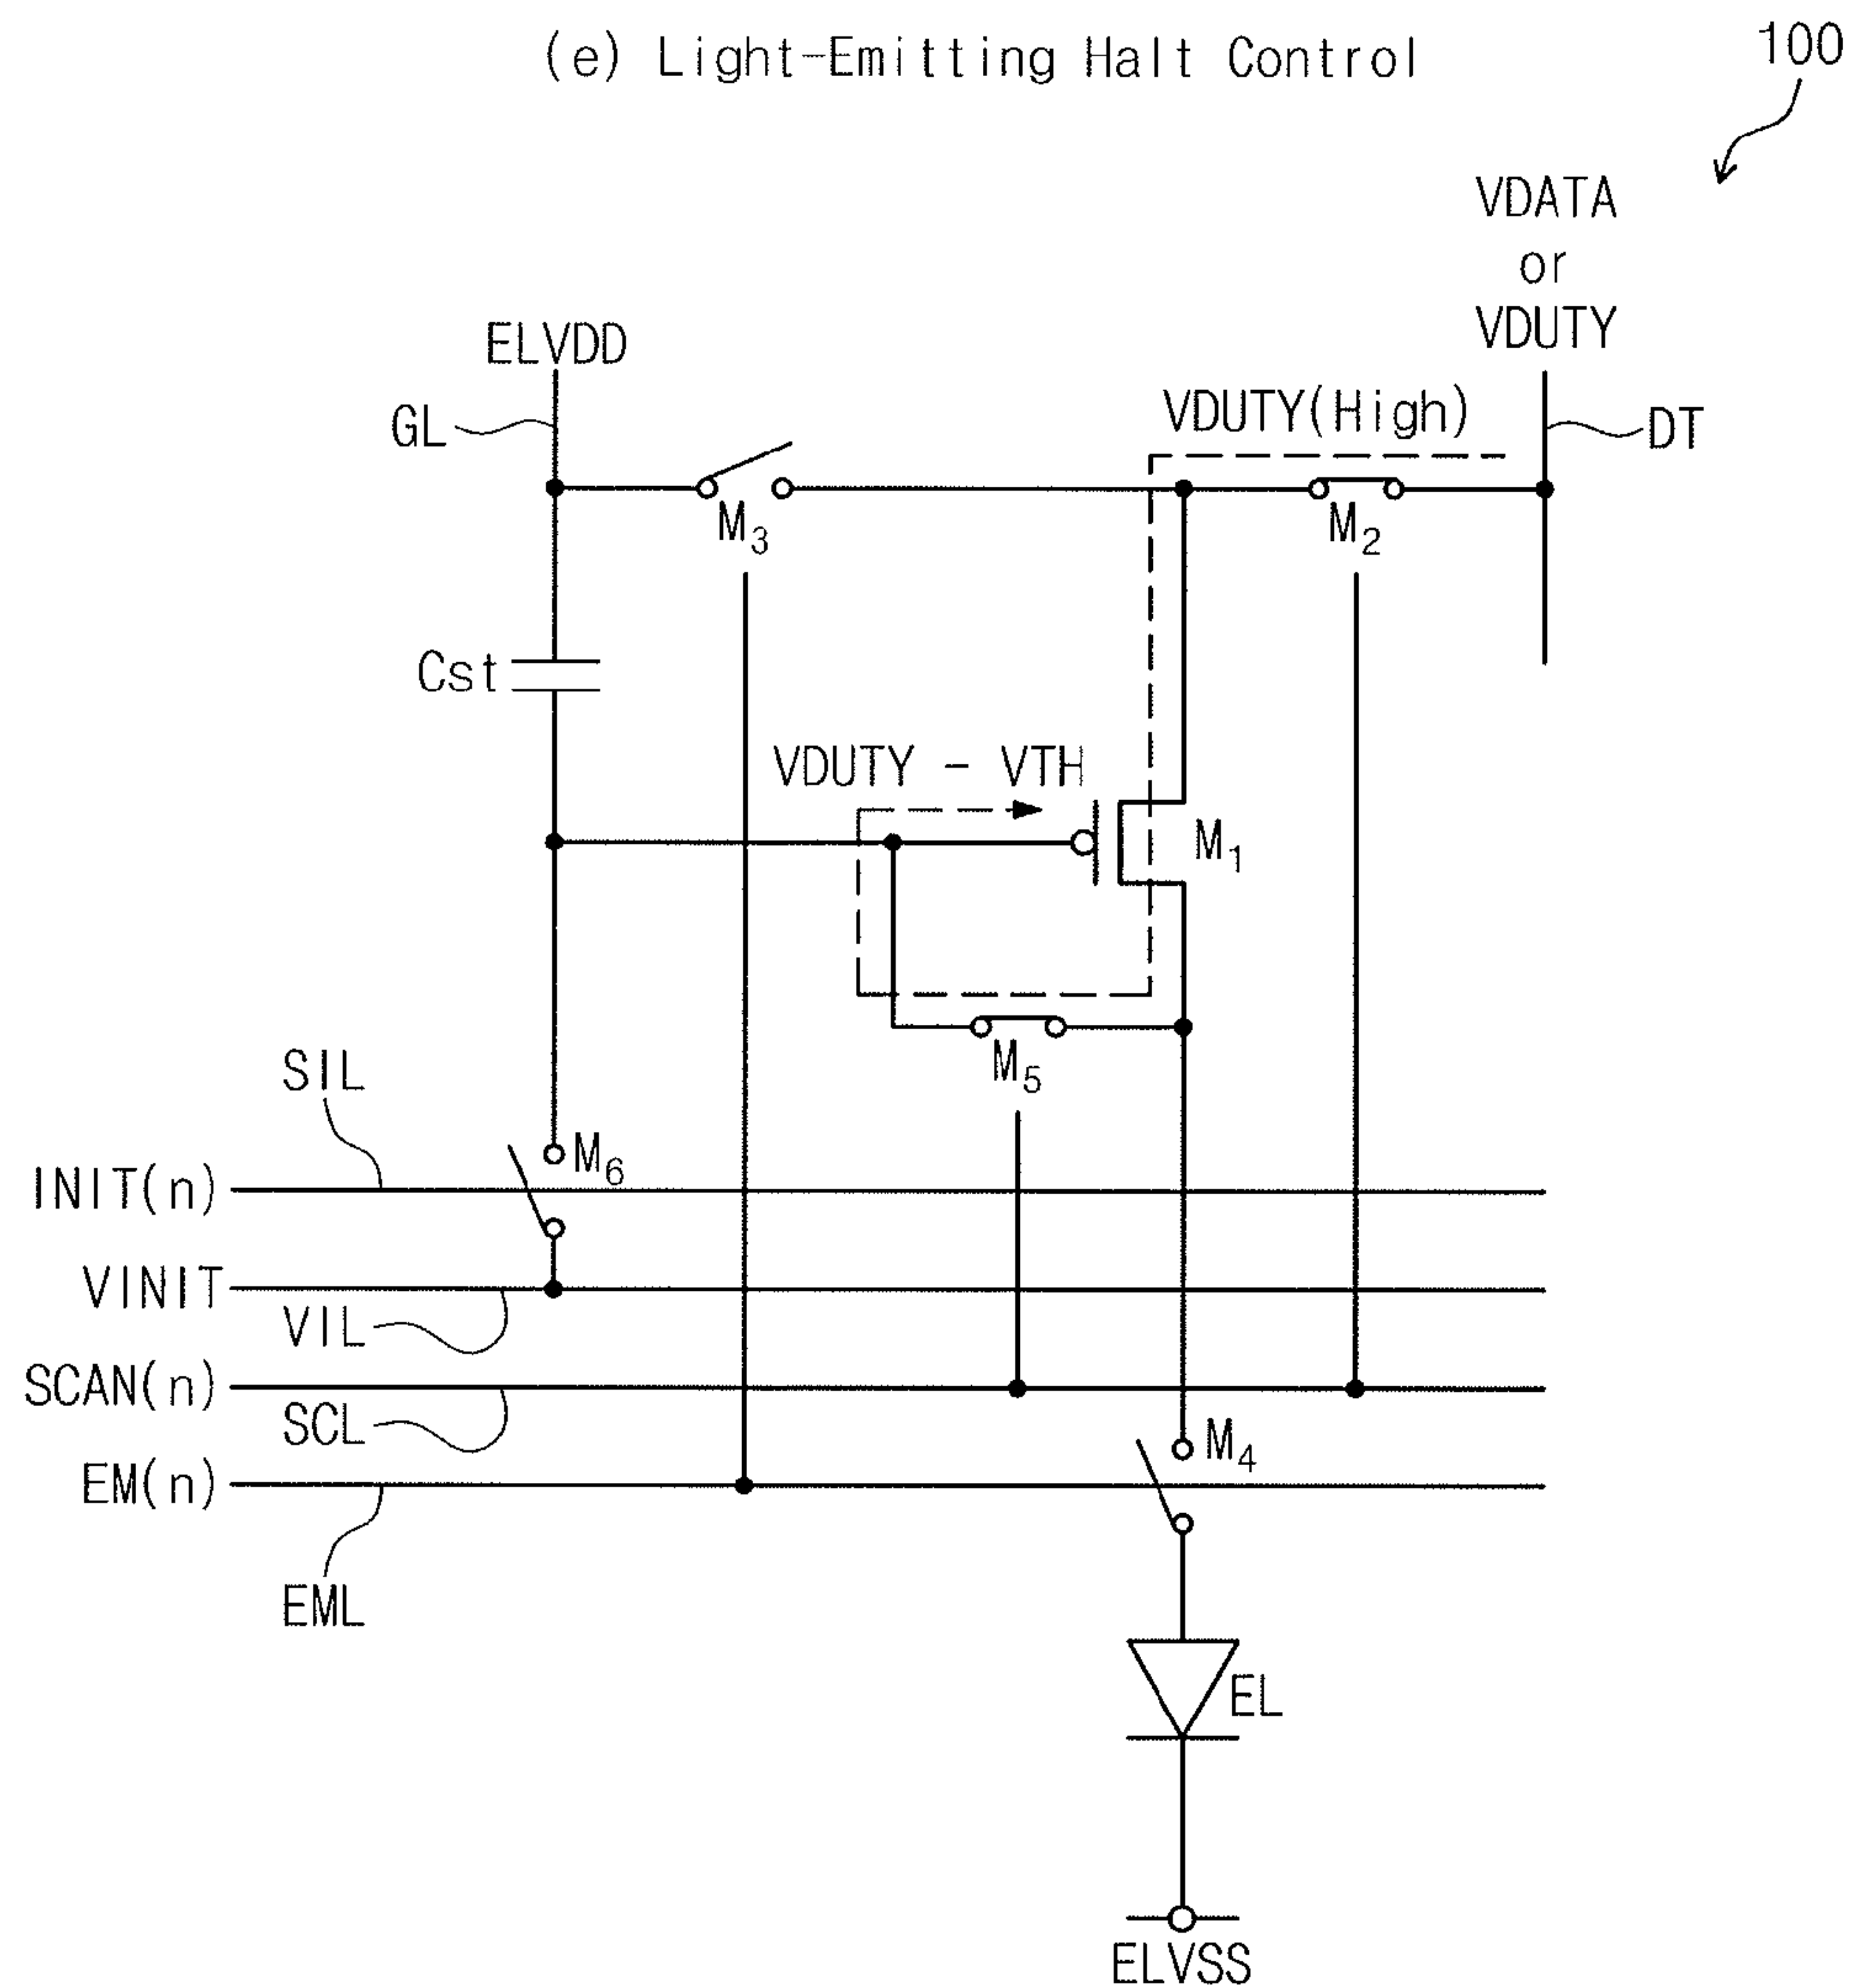 (e) Light-Emitting Halt Control
100
VDATA
or
VDUTY
ELVDD
GL
VDUTY(High)
DT
M3
M2
Cst
VDUTY - VTH
M1
M5
SIL
M6
INIT(n)
VINIT
VIL
SCAN(n)
SCL
M4
EM(n)
EML
EL
ELVSS